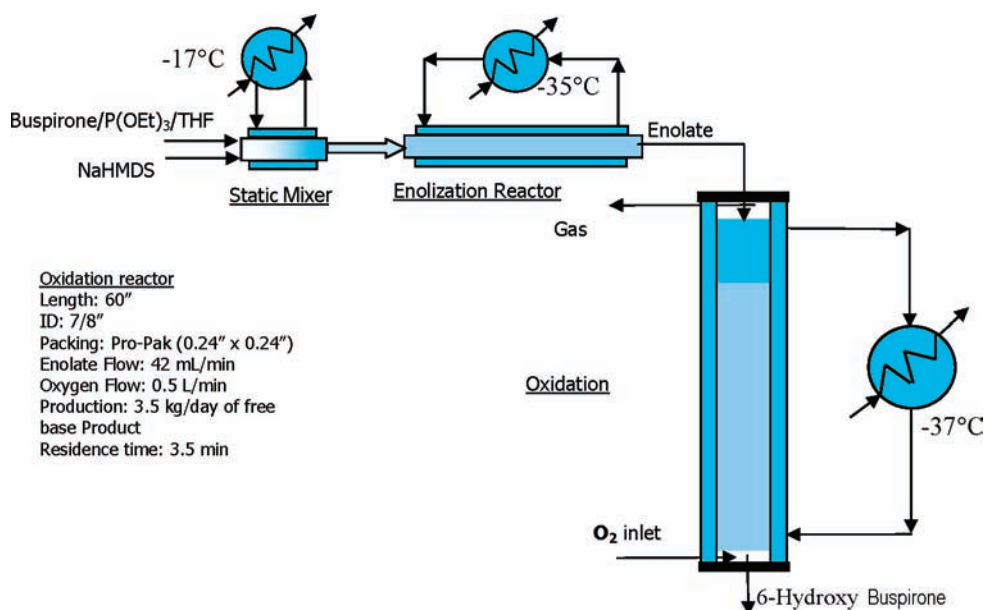 -17°C
-35°C
Buspirone/P(OEt)₃/THF
NaHMDS
Enolate
Static Mixer
Enolization Reactor
Gas
Oxidation reactor
Length: 60"
ID: 7/8"
Packing: Pro-Pak (0.24" x 0.24")
Enolate Flow: 42 mL/min
Oxygen Flow: 0.5 L/min
Production: 3.5 kg/day of free
base Product
Residence time: 3.5 min
Oxidation
-37°C
O₂ inlet
6-Hydroxy Buspirone